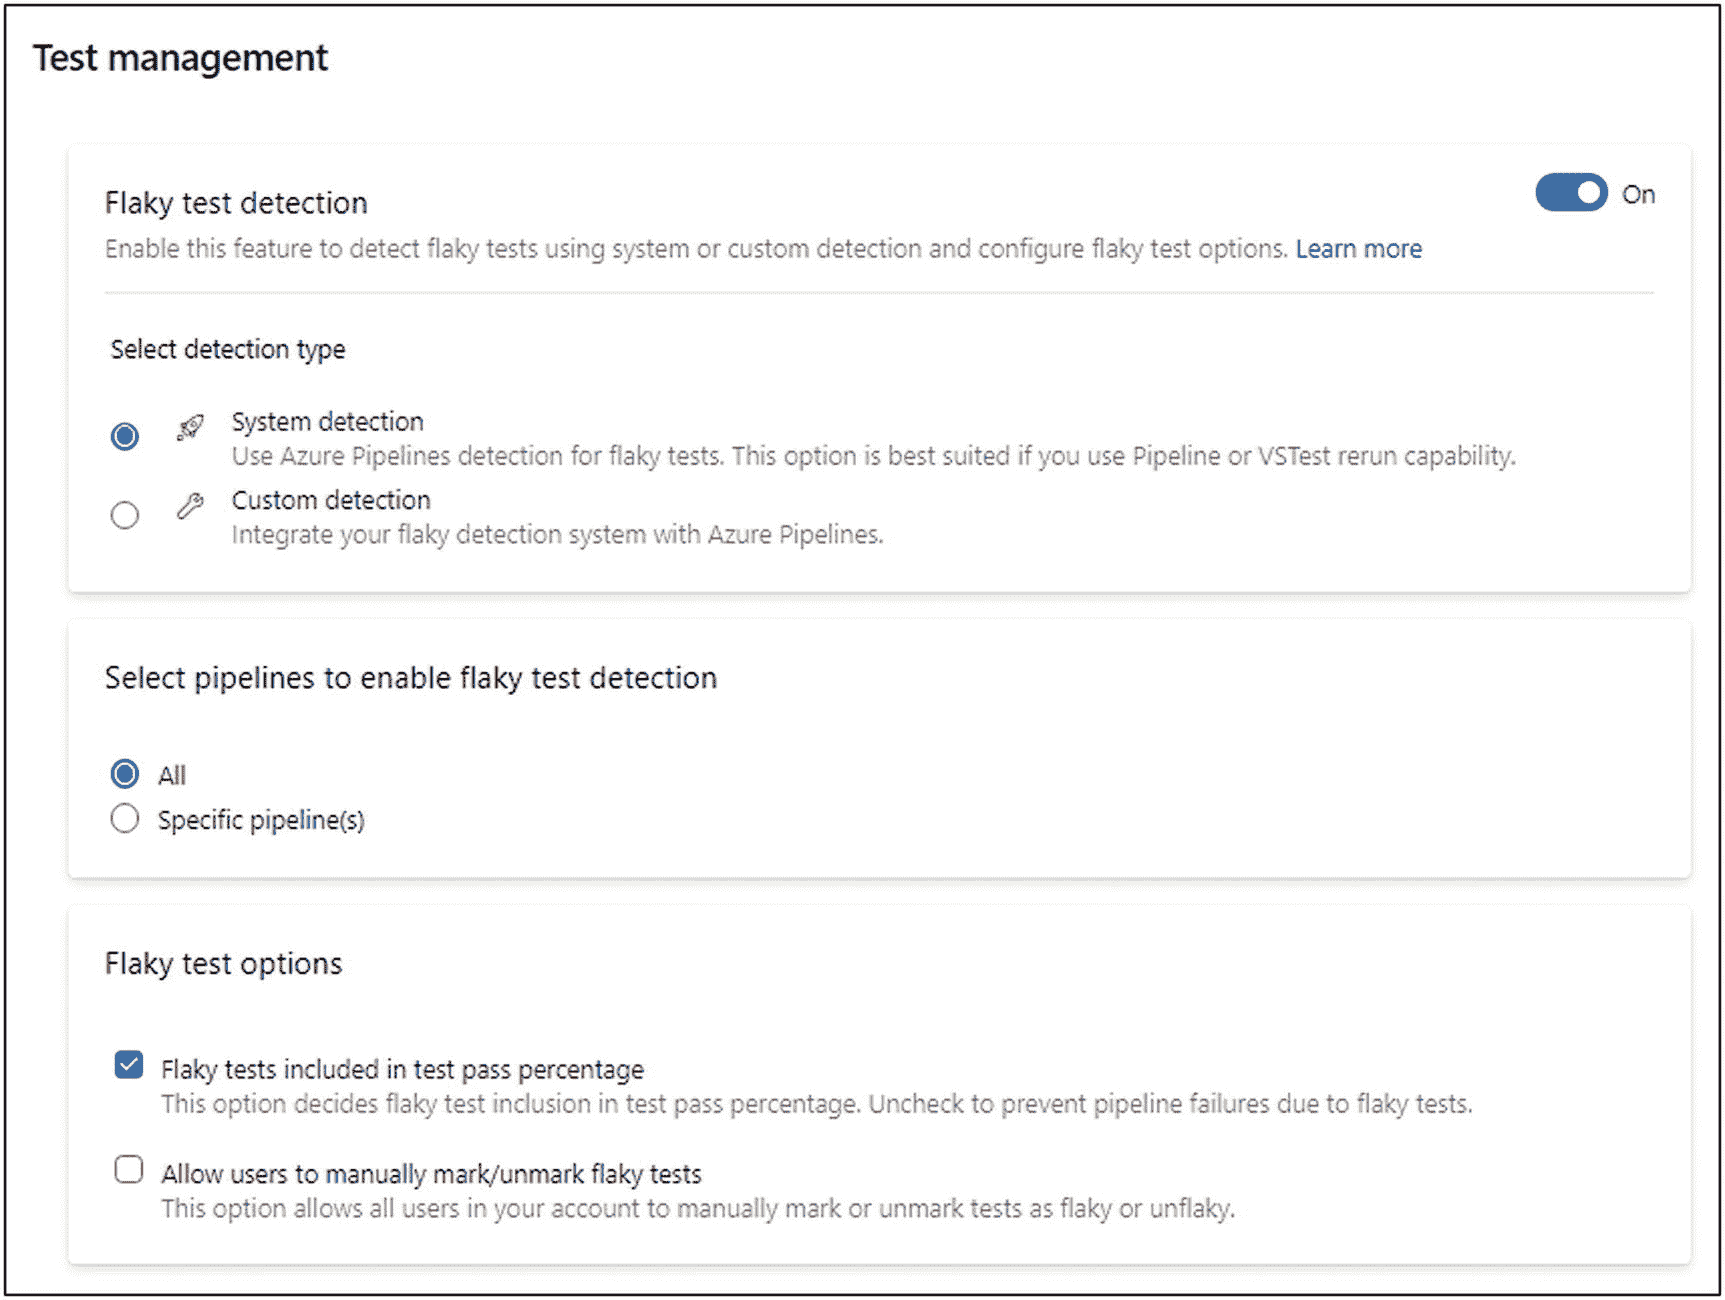 Test management
Flaky test detection
On
Enable this feature to detect flaky tests using system or custom detection and configure flaky test options. Learn more
Select detection type
System detection
Use Azure Pipelines detection for flaky tests. This option is best suited if you use Pipeline or VSTest rerun capability.
Custom detection
Integrate your flaky detection system with Azure Pipelines.
Select pipelines to enable flaky test detection
All
Specific pipeline(s)
Flaky test options
Flaky tests included in test pass percentage
This option decides flaky test inclusion in test pass percentage. Uncheck to prevent pipeline failures due to flaky tests.
Allow users to manually mark/unmark flaky tests
This option allows all users in your account to manually mark or unmark tests as flaky or unflaky.